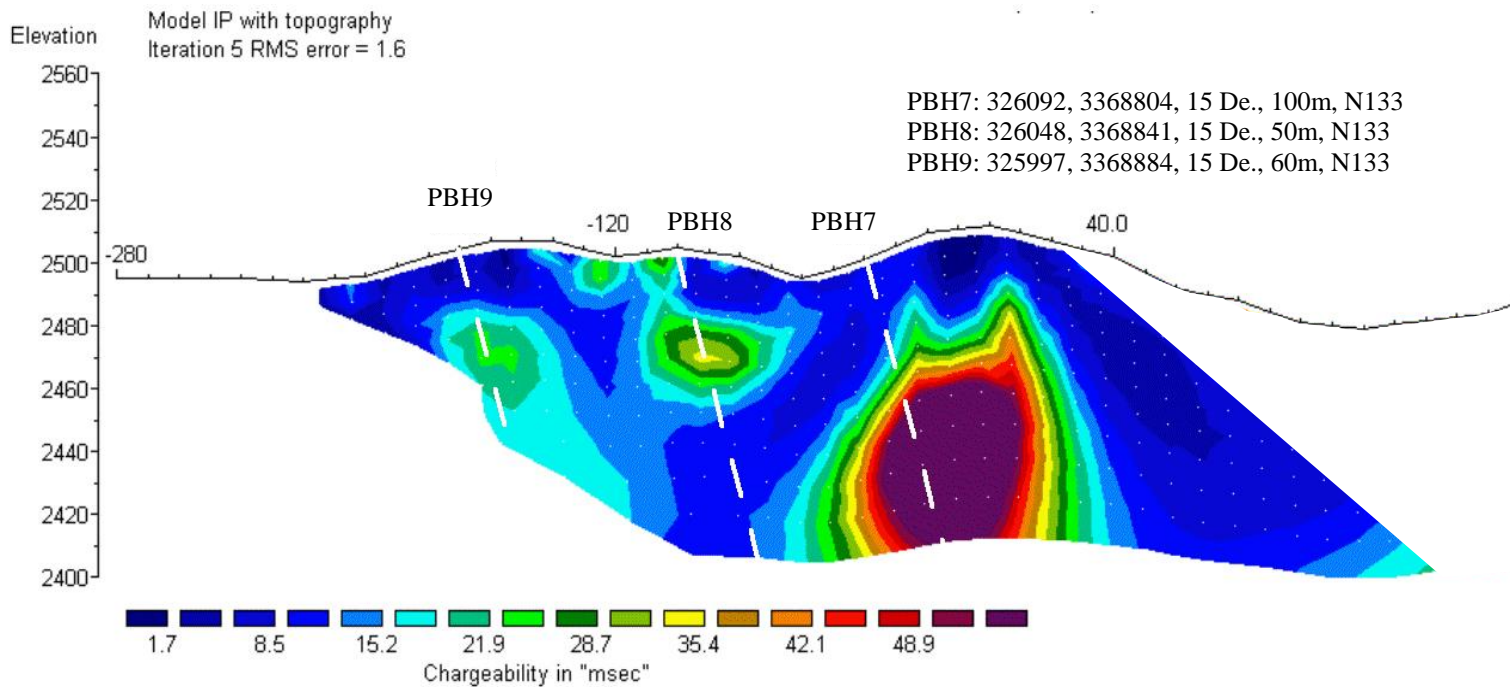 Model IP with topography
Elevation
Iteration 5 RMS error = 1.6
2560
PBH7: 326092, 3368804, 15 De., 100m, N133
2540
PBH8: 326048, 3368841, 15 De., 50m, N133
PBH9: 325997, 3368884, 15 De., 60m, N133
2520
PBH9
-120
PBH8
PBH7
40.0
-280
2500
2480
2460
2440
2420
2400
1.7 8.5 15.2 21.9 28.7 35.4 42.1 48.9
Chargeability in "msec"